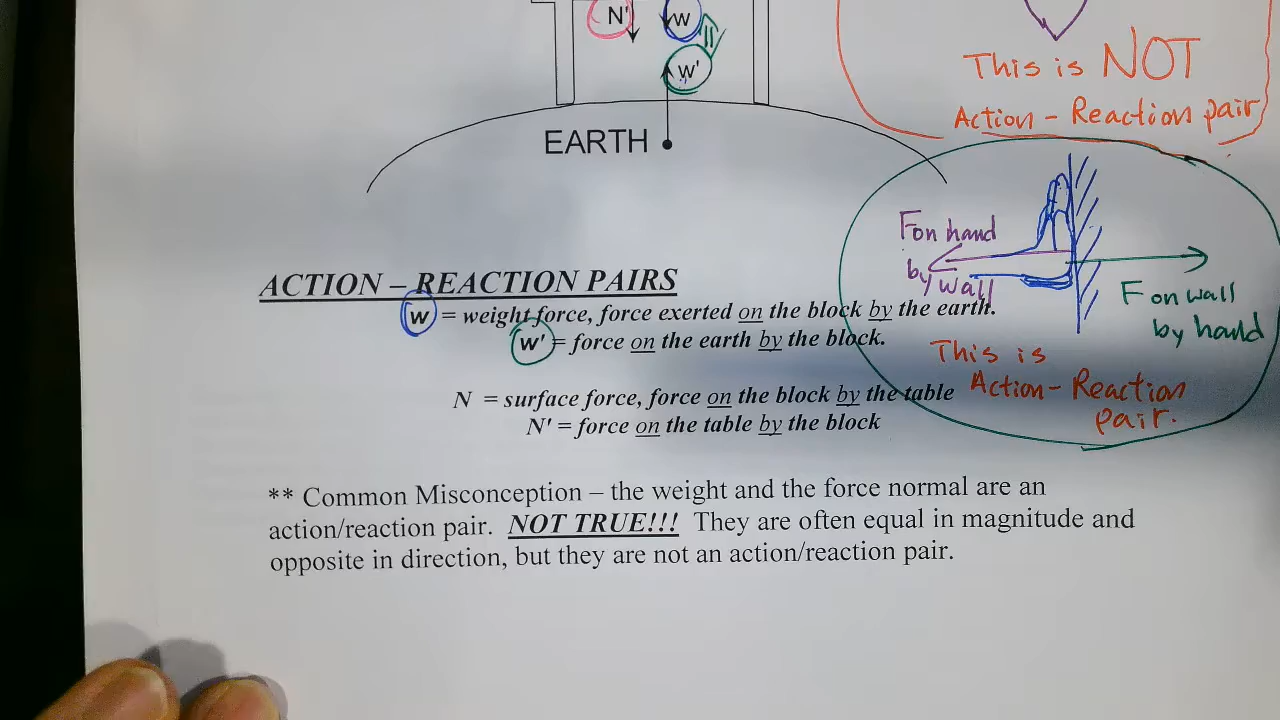 N'
w
w'
EARTH
This is NOT
Action - Reaction pair
F on hand
by wall
F on wall
by hand
This is
Action - Reaction
pair.
ACTION – REACTION PAIRS
w = weight force, force exerted on the block by the earth.
w' = force on the earth by the block.
N = surface force, force on the block by the table
N' = force on the table by the block
** Common Misconception – the weight and the force normal are an
action/reaction pair. NOT TRUE!!! They are often equal in magnitude and
opposite in direction, but they are not an action/reaction pair.